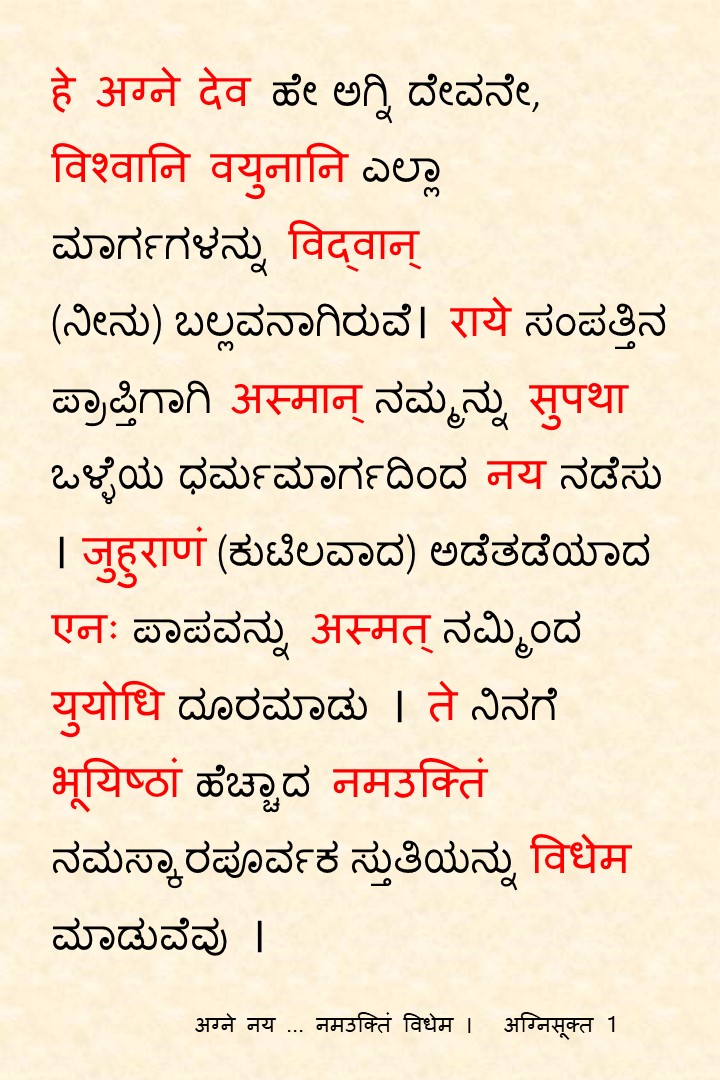 हे अग्ने देव ಹೇ ಅಗ್ನಿ ದೇವನೇ,
विश्वानि वयुनानि ಎಲ್ಲಾ
ಮಾರ್ಗಗಳನ್ನು विद्‌वान्
(ನೀನು) ಬಲ್ಲವನಾಗಿರುವೆ। राये ಸಂಪತ್ತಿನ
ಪ್ರಾಪ್ತಿಗಾಗಿ अस्मान् ನಮ್ಮನ್ನು सुपथा
ಒಳ್ಳೆಯ ಧರ್ಮಮಾರ್ಗದಿಂದ नय ನಡೆಸು
। जुहुराणं (ಕುಟಿಲವಾದ) ಅಡೆತಡೆಯಾದ
एनः ಪಾಪವನ್ನು अस्मत् ನಮ್ಮಿಂದ
युयोधि ದೂರಮಾಡು । ते ನಿನಗೆ
भूयिष्ठां ಹೆಚ್ಚಾದ नमउक्तिं
ನಮಸ್ಕಾರಪೂರ್ವಕ ಸ್ತುತಿಯನ್ನು विधेम
ಮಾಡುವೆವು ।
अग्ने नय ... नमउक्तिं विधेम । अग्निसूक्त 1